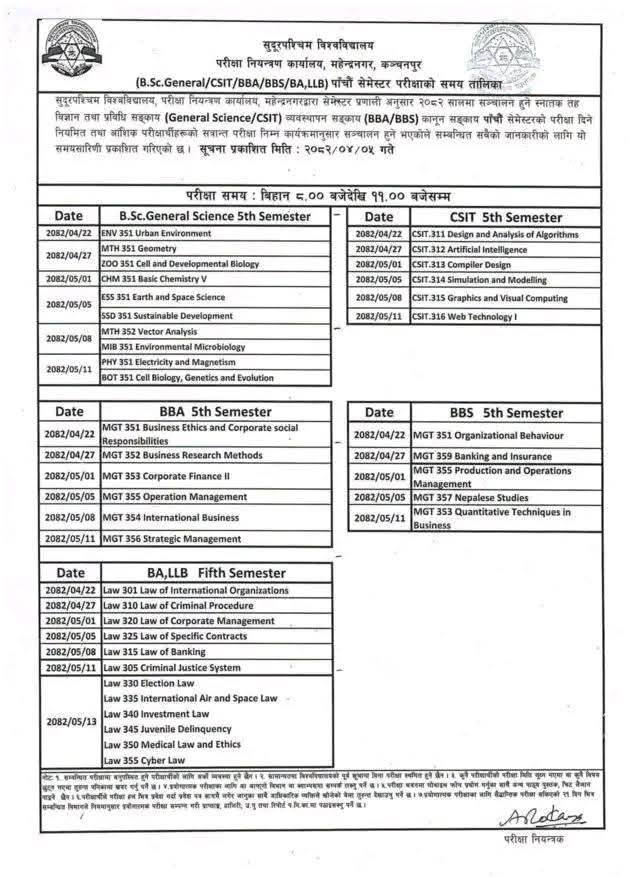 सुदूरपश्चिम विश्वविद्यालय
परीक्षा नियन्त्रण कार्यालय, महेन्द्रनगर, कञ्चनपुर
(B.Sc.General/CSIT/BBA/BBS/BA,LLB) पाँचौं सेमेस्टर परीक्षाको समय तालिका
सुदूरपश्चिम विश्वविद्यालय, परीक्षा नियन्त्रण कार्यालय, महेन्द्रनगरद्वारा सेमेस्टर प्रणाली अनुसार २०८२ सालमा सञ्चालन हुने स्नातक तह
विज्ञान तथा प्रविधि सङ्काय (General Science/CSIT) व्यवस्थापन सङ्काय (BBA/BBS) कानून सङ्काय पाँचौं सेमेस्टरको परीक्षा दिने
नियमित तथा आंशिक परीक्षार्थीहरूको सत्रान्त परीक्षा निम्न कार्यक्रमानुसार सञ्चालन हुने भएकोले सम्बन्धित सबैको जानकारीको लागि यो
समयसारिणी प्रकाशित गरिएको छ । सूचना प्रकाशित मिति : २०८२/०४/०५ गते
परीक्षा समय : बिहान ८.०० बजेदेखि ११.०० बजेसम्म
Date B.Sc.General Science 5th Semester
2082/04/22 ENV 351 Urban Environment
2082/04/27 MTH 351 Geometry
ZOO 351 Cell and Developmental Biology
2082/05/01 CHM 351 Basic Chemistry V
2082/05/05 ESS 351 Earth and Space Science
SSD 351 Sustainable Development
2082/05/08 MTH 352 Vector Analysis
MIB 351 Environmental Microbiology
2082/05/11 PHY 351 Electricity and Magnetism
BOT 351 Cell Biology, Genetics and Evolution
Date CSIT 5th Semester
2082/04/22 CSIT.311 Design and Analysis of Algorithms
2082/04/27 CSIT.312 Artificial Intelligence
2082/05/01 CSIT.313 Compiler Design
2082/05/05 CSIT.314 Simulation and Modelling
2082/05/08 CSIT.315 Graphics and Visual Computing
2082/05/11 CSIT.316 Web Technology I
Date BBA 5th Semester
2082/04/22 MGT 351 Business Ethics and Corporate social
Responsibilities
2082/04/27 MGT 352 Business Research Methods
2082/05/01 MGT 353 Corporate Finance II
2082/05/05 MGT 355 Operation Management
2082/05/08 MGT 354 International Business
2082/05/11 MGT 356 Strategic Management
Date BBS 5th Semester
2082/04/22 MGT 351 Organizational Behaviour
2082/04/27 MGT 359 Banking and Insurance
2082/05/01 MGT 355 Production and Operations
Management
2082/05/05 MGT 357 Nepalese Studies
2082/05/11 MGT 353 Quantitative Techniques in
Business
Date BA,LLB Fifth Semester
2082/04/22 Law 301 Law of International Organizations
2082/04/27 Law 310 Law of Criminal Procedure
2082/05/01 Law 320 Law of Corporate Management
2082/05/05 Law 325 Law of Specific Contracts
2082/05/08 Law 315 Law of Banking
2082/05/11 Law 305 Criminal Justice System
2082/05/13 Law 330 Election Law
Law 335 International Air and Space Law
Law 340 Investment Law
Law 345 Juvenile Delinquency
Law 350 Medical Law and Ethics
Law 355 Cyber Law
नोट: १. सम्बन्धित परीक्षामा अनुपस्थित हुने परीक्षार्थीको लागि अर्को व्यवस्था हुने छैन । २. सामान्यतया विश्वविद्यालयको पूर्व सूचना बिना परीक्षा स्थगित हुने छैन । ३. कुनै परीक्षार्थीको परीक्षा मिति
परीक्षा नियन्त्रक